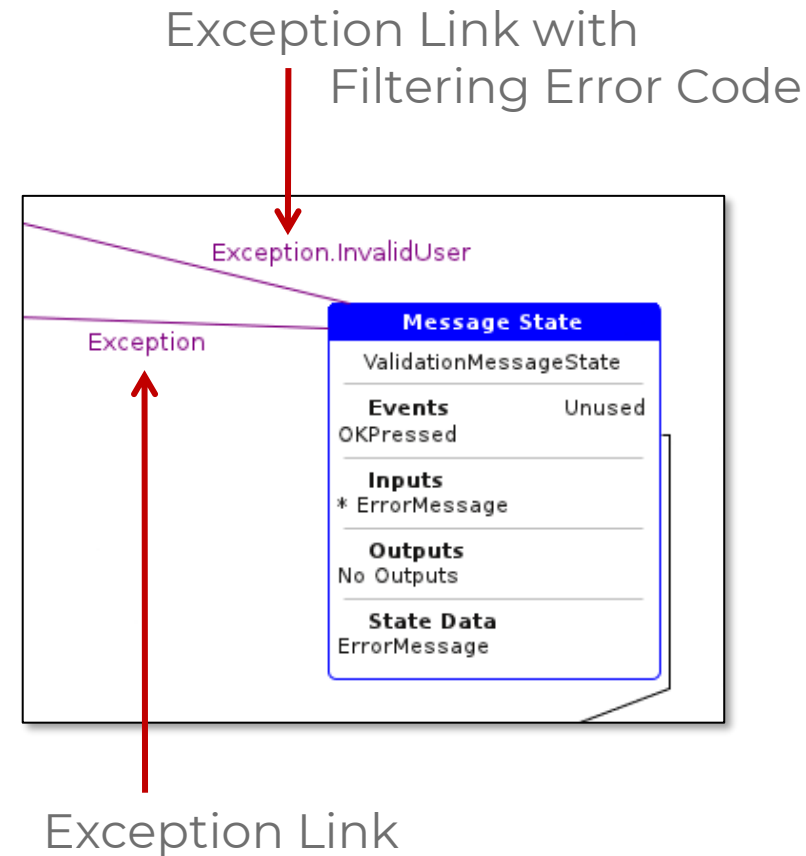 Exception Link with
Filtering Error Code
Exception.InvalidUser
Exception
Message State
ValidationMessageState
Events Unused
OKPressed
Inputs
* ErrorMessage
Outputs
No Outputs
State Data
ErrorMessage
Exception Link